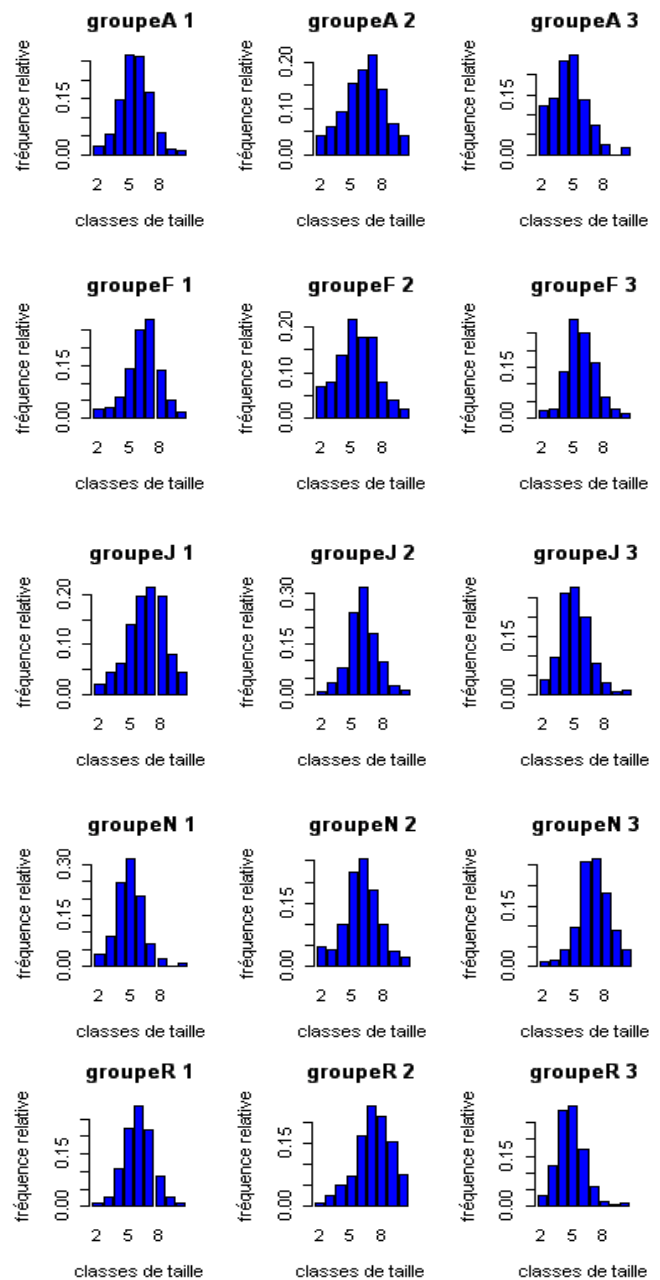 groupeA 1
fréquence relative
0.00 0.15
2 5 8
classes de taille
groupeA 2
fréquence relative
0.00 0.10 0.20
2 5 8
classes de taille
groupeA 3
fréquence relative
0.00 0.15
2 5 8
classes de taille
groupeF 1
fréquence relative
0.00 0.15
2 5 8
classes de taille
groupeF 2
fréquence relative
0.00 0.10 0.20
2 5 8
classes de taille
groupeF 3
fréquence relative
0.00 0.15
2 5 8
classes de taille
groupeJ 1
fréquence relative
0.00 0.10 0.20
2 5 8
classes de taille
groupeJ 2
fréquence relative
0.00 0.15 0.30
2 5 8
classes de taille
groupeJ 3
fréquence relative
0.00 0.15
2 5 8
classes de taille
groupeN 1
fréquence relative
0.00 0.15 0.30
2 5 8
classes de taille
groupeN 2
fréquence relative
0.00 0.15
2 5 8
classes de taille
groupeN 3
fréquence relative
0.00 0.15
2 5 8
classes de taille
groupeR 1
fréquence relative
0.00 0.15
2 5 8
classes de taille
groupeR 2
fréquence relative
0.00 0.15
2 5 8
classes de taille
groupeR 3
fréquence relative
0.00 0.15
2 5 8
classes de taille